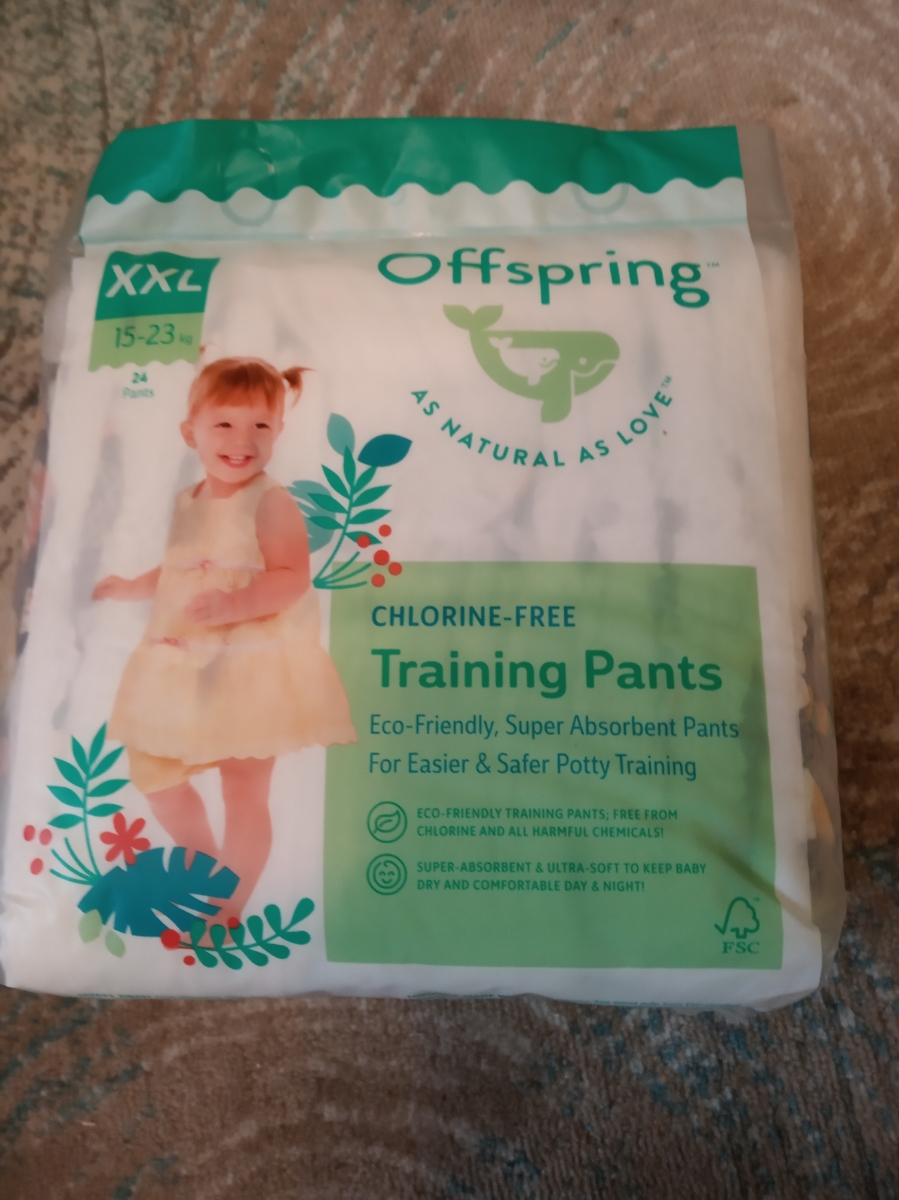 XXL
15-23 kg
24
Pants
Offspring™
AS NATURAL AS LOVE™
CHLORINE-FREE
Training Pants
Eco-Friendly, Super Absorbent Pants
For Easier & Safer Potty Training
ECO-FRIENDLY TRAINING PANTS; FREE FROM
CHLORINE AND ALL HARMFUL CHEMICALS!
SUPER-ABSORBENT & ULTRA-SOFT TO KEEP BABY
DRY AND COMFORTABLE DAY & NIGHT!
FSC